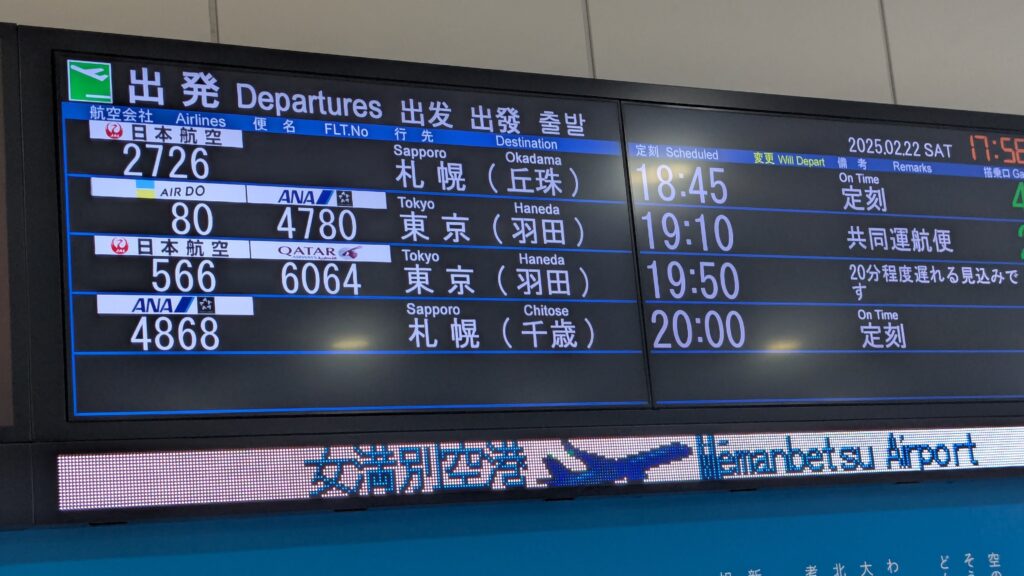 出発 Departures 出发 出發 출발
2025.02.22 SAT 17:56
航空会社 Airlines 便名 FLT.No 行先 Destination 定刻 Scheduled 変更 Will Depart 備考 Remarks 搭乗口
日本航空 Sapporo Okadama On Time
2726 札幌(丘珠) 18:45 定刻
AIR DO ANA Tokyo Haneda
80 4780 東京(羽田) 19:10 共同運航便
日本航空 QATAR Tokyo Haneda 20分程度遅れる見込みで
566 6064 東京(羽田) 19:50 す
ANA Sapporo Chitose On Time
4868 札幌(千歳) 20:00 定刻
女満別空港 Memanbetsu Airport